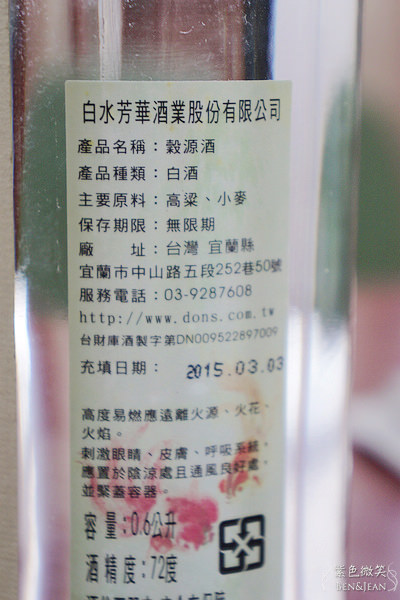 白水芳華酒業股份有限公司
產品名稱：穀源酒
產品種類：白酒
主要原料：高粱、小麥
保存期限：無限期
廠　　址：台灣 宜蘭縣
宜蘭市中山路五段252巷50號
服務電話：03-9287608
http://www.dons.com.tw
台財庫酒製字第DN009522897009
充填日期： 2015.03.03
高度易燃應遠離火源、火花、
火焰。
刺激眼睛、皮膚、呼吸系統，
應置於陰涼處且通風良好處，
並緊蓋容器。
容量：0.6公升
酒精度：72度
紫色微笑
BEN&JEAN